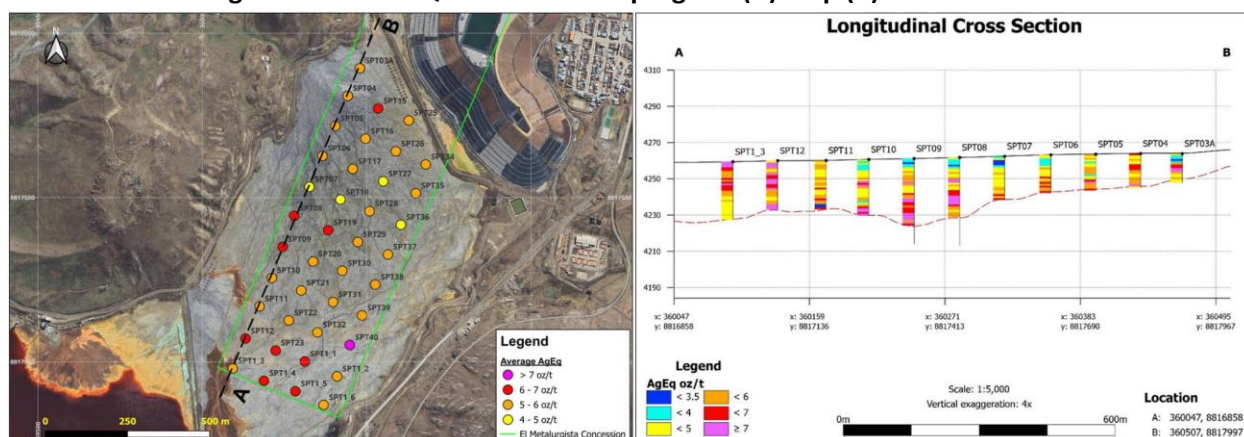 B
SPT03A
SPT04
SPT15
SPT05
SPT25
SPT16
SPT06
SPT26
SPT17
SPT07
SPT27
SPT35
SPT18
SPT08
SPT28
SPT36
SPT19
SPT09
SPT29
SPT37
SPT20
SPT10
SPT30
SPT38
SPT21
SPT11
SPT31
SPT39
SPT22
SPT12
SPT32
SPT23
SPT40
SPT1_1
SPT1_3
SPT1_2
SPT1_4
SPT1_5
SPT1_6
A
0
250
500 m
Legend
Average AgEq
> 7 oz/t
6 - 7 oz/t
5 - 6 oz/t
4 - 5 oz/t
El Metalurgista Concession
Longitudinal Cross Section
A
B
4310
4290
4270
4250
4230
4210
4190
SPT1_3 SPT12 SPT11 SPT10 SPT09 SPT08 SPT07 SPT06 SPT05 SPT04 SPT03A
x: 360047 x: 360159 x: 360271 x: 360383 x: 360495
y: 8816858 y: 8817136 y: 8817413 y: 8817690 y: 8817967
Legend
AgEq oz/t
< 3.5 < 6
< 4 < 7
< 5 ≥ 7
Scale: 1:5,000
Vertical exaggeration: 4x
0m 600m
Location
A: 360047, 8816858
B: 360507, 8817997